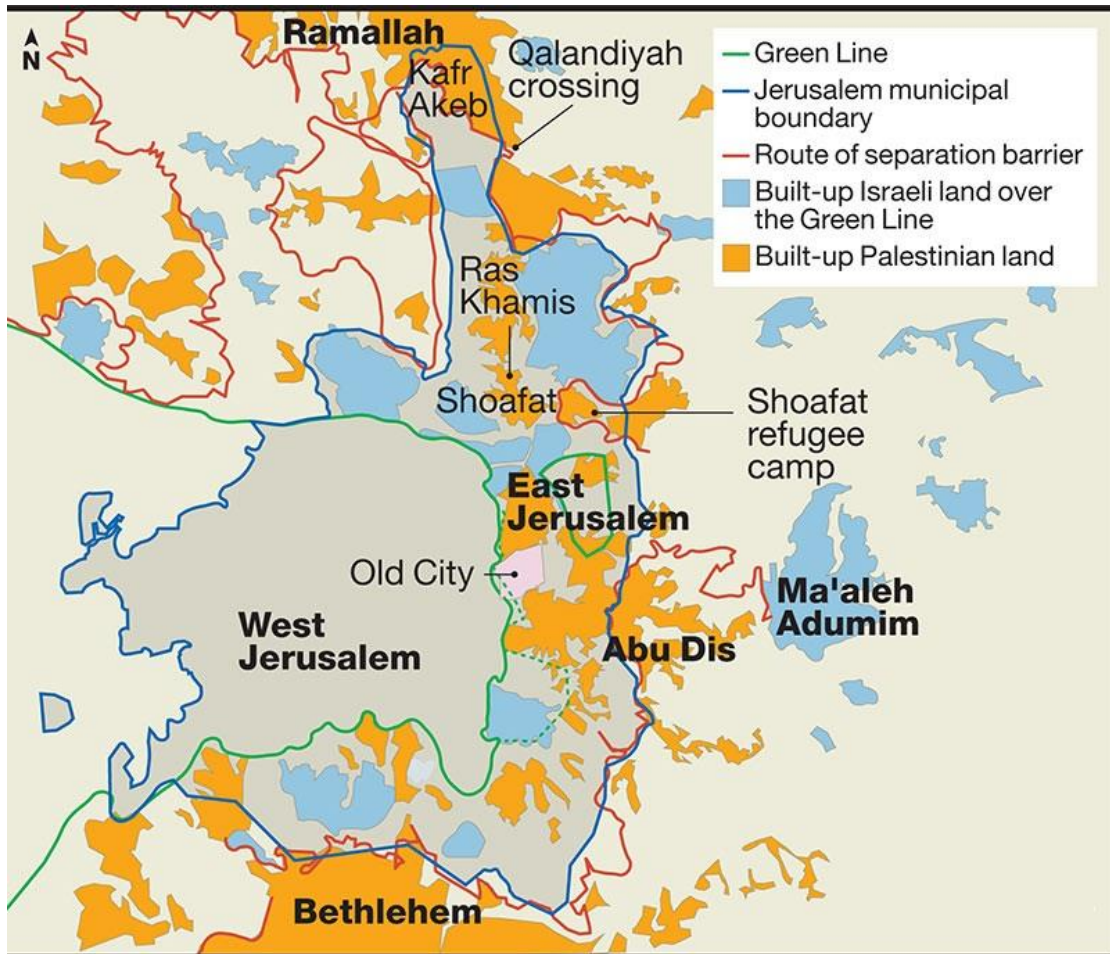 N
Ramallah
Kafr
Akeb
Qalandiyah
crossing
Green Line
Jerusalem municipal
boundary
Route of separation barrier
Built-up Israeli land over
the Green Line
Built-up Palestinian land
Ras
Khamis
Shoafat
Shoafat
refugee
camp
East
Jerusalem
Old City
West
Jerusalem
Ma'aleh
Adumim
Abu Dis
Bethlehem